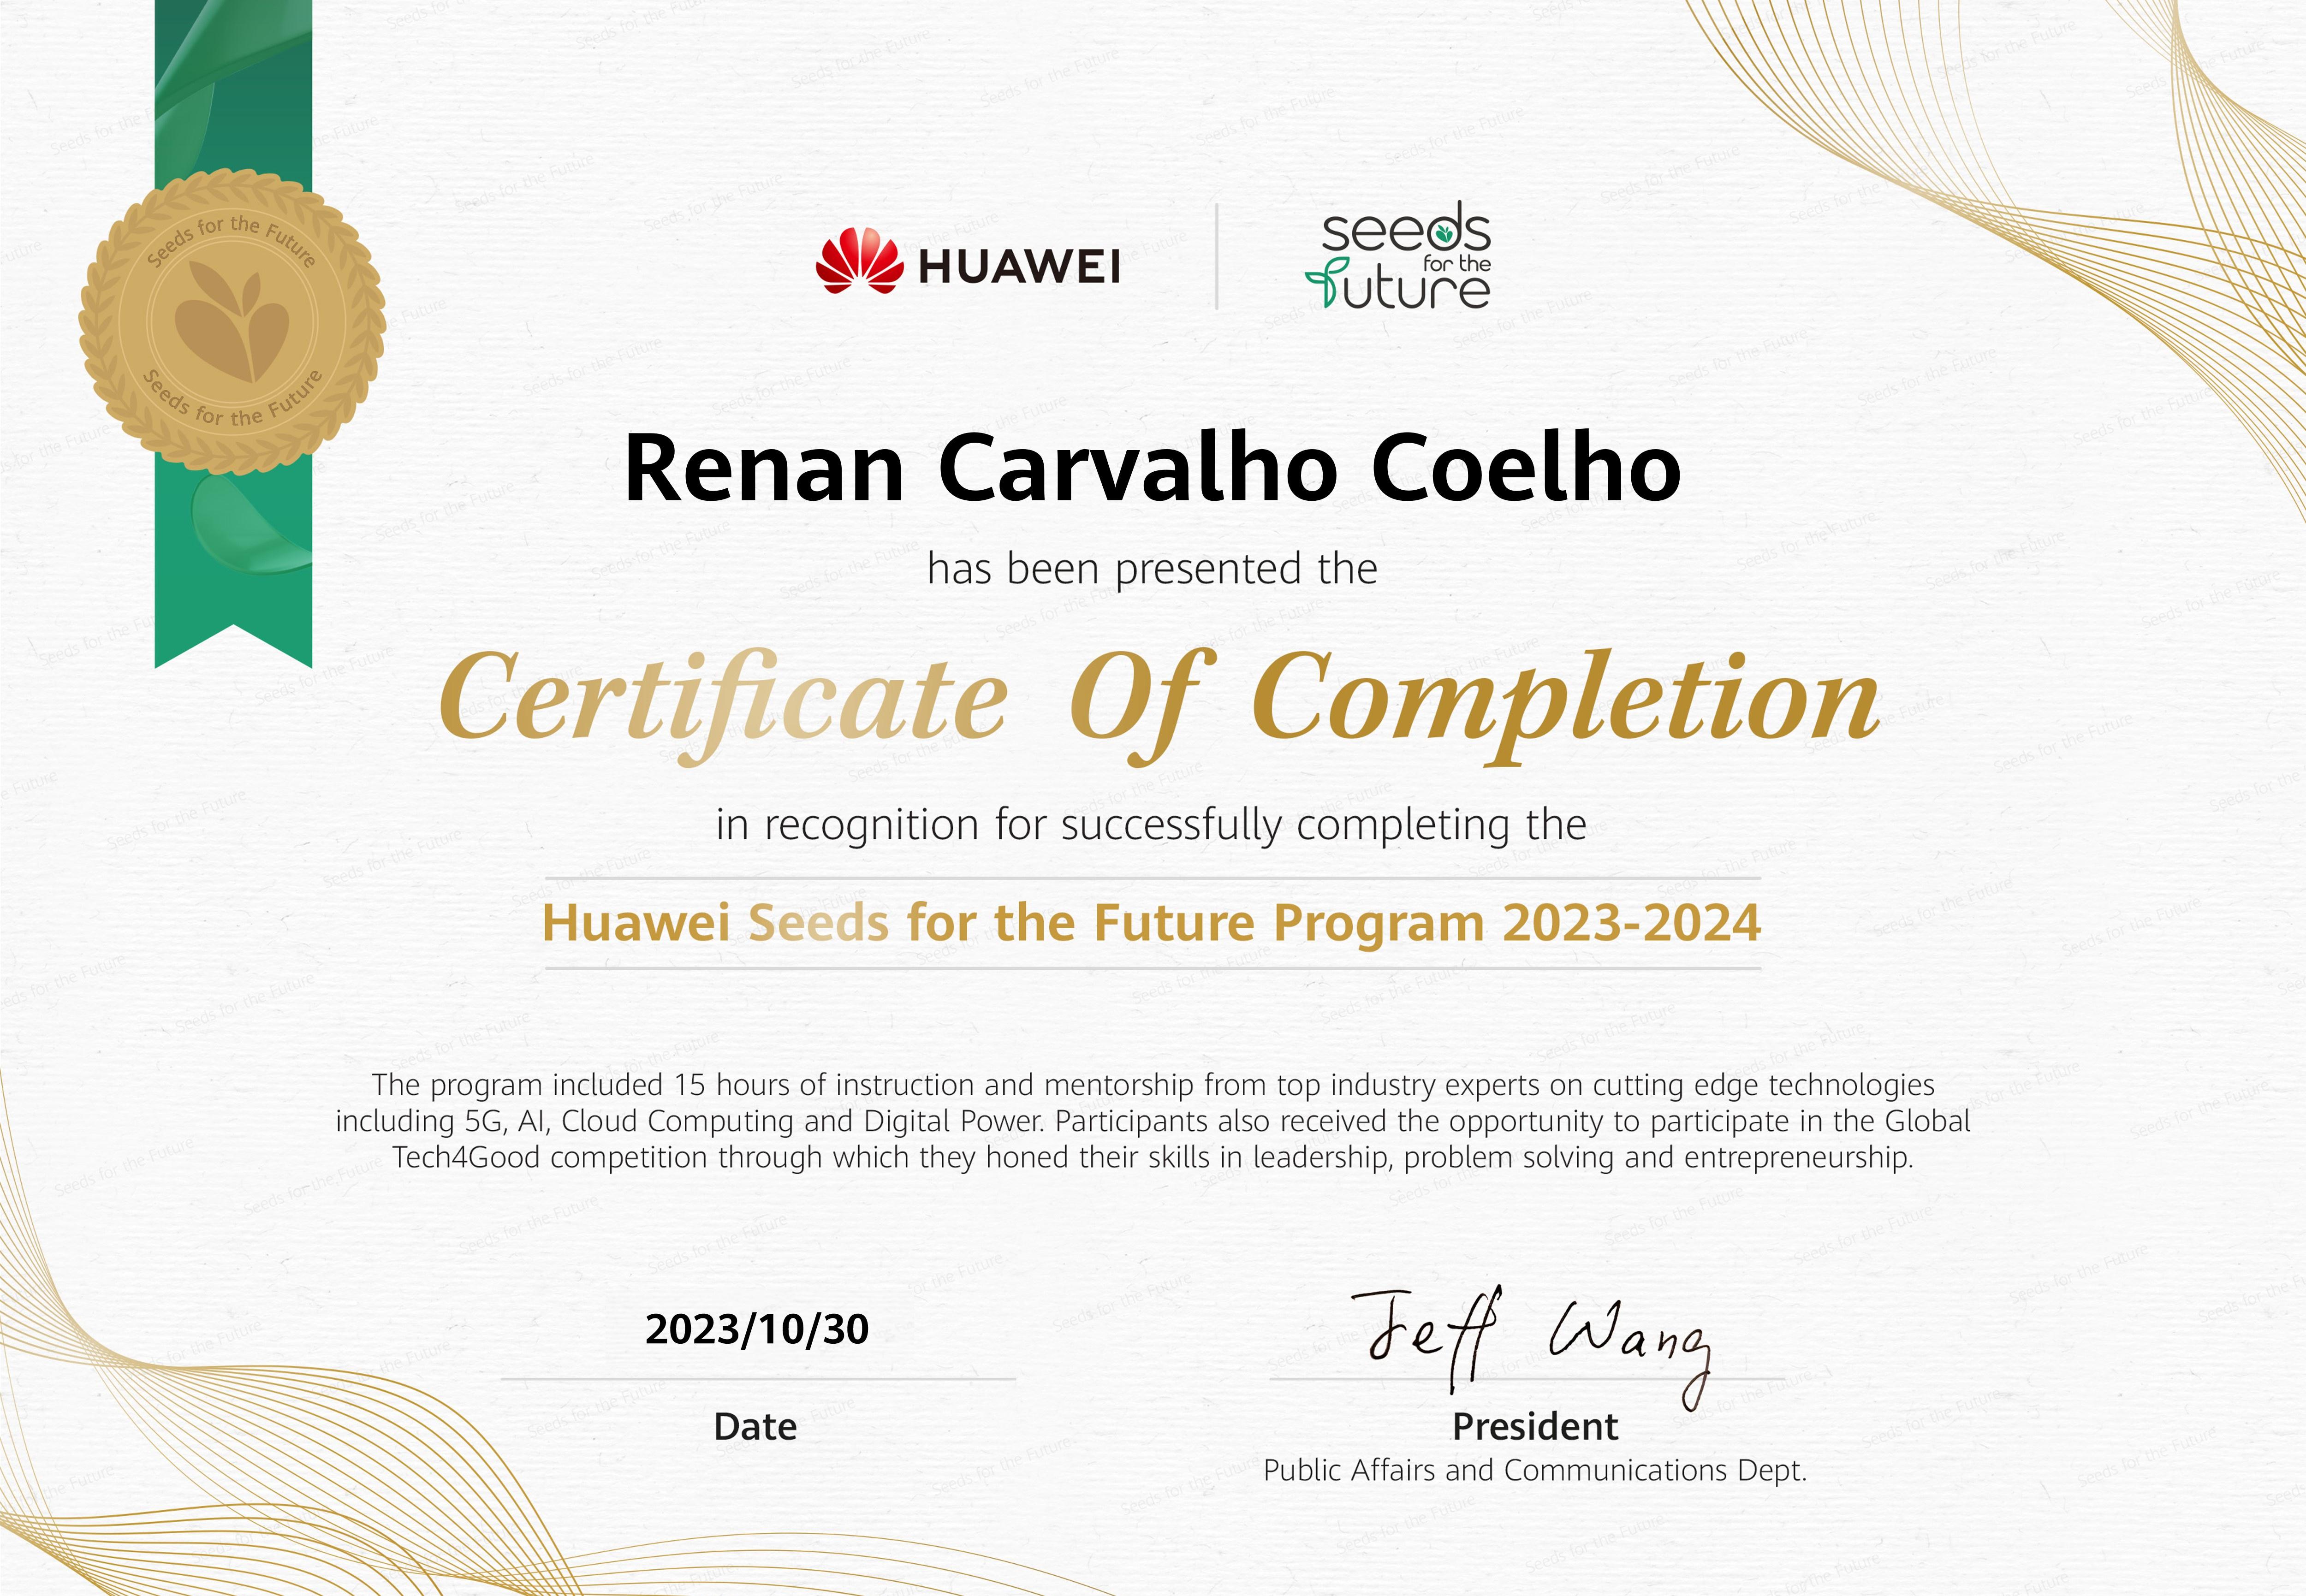 Seeds for the Future
Seeds for the Future
HUAWEI
seeds
for the
future
Renan Carvalho Coelho
has been presented the
Certificate Of Completion
in recognition for successfully completing the
Huawei Seeds for the Future Program 2023-2024
The program included 15 hours of instruction and mentorship from top industry experts on cutting edge technologies
including 5G, AI, Cloud Computing and Digital Power. Participants also received the opportunity to participate in the Global
Tech4Good competition through which they honed their skills in leadership, problem solving and entrepreneurship.
2023/10/30
Date
Jeff Wang
President
Public Affairs and Communications Dept.